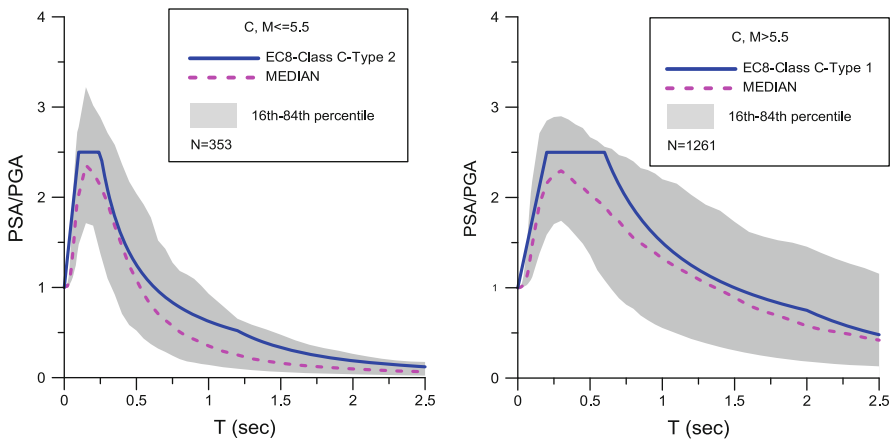 C, M<=5.5
EC8-Class C-Type 2
MEDIAN
16th-84th percentile
N=353
PSA/PGA
4
3
2
1
0
0
0.5
1
1.5
2
2.5
T (sec)
C, M>5.5
EC8-Class C-Type 1
MEDIAN
16th-84th percentile
N=1261
PSA/PGA
4
3
2
1
0
0
0.5
1
1.5
2
2.5
T (sec)